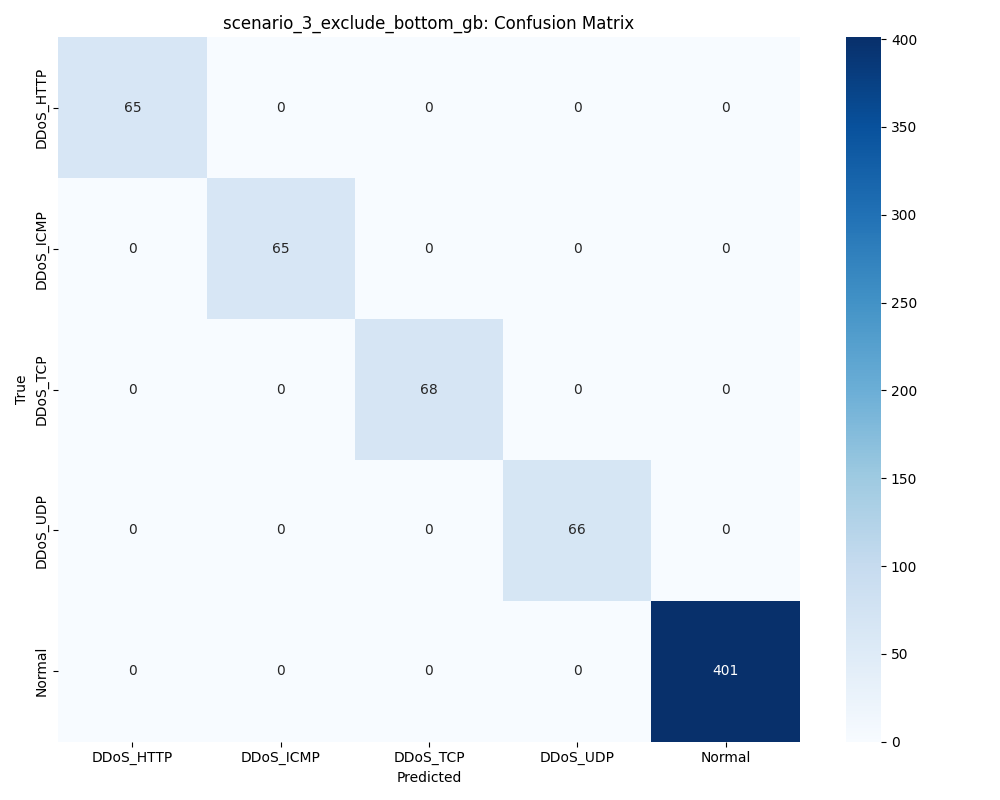 scenario_3_exclude_bottom_gb: Confusion Matrix
True
DDoS_HTTP 65 0 0 0 0
DDoS_ICMP 0 65 0 0 0
DDoS_TCP 0 0 68 0 0
DDoS_UDP 0 0 0 66 0
Normal 0 0 0 0 401
DDoS_HTTP DDoS_ICMP DDoS_TCP DDoS_UDP Normal
Predicted
400
350
300
250
200
150
100
50
0